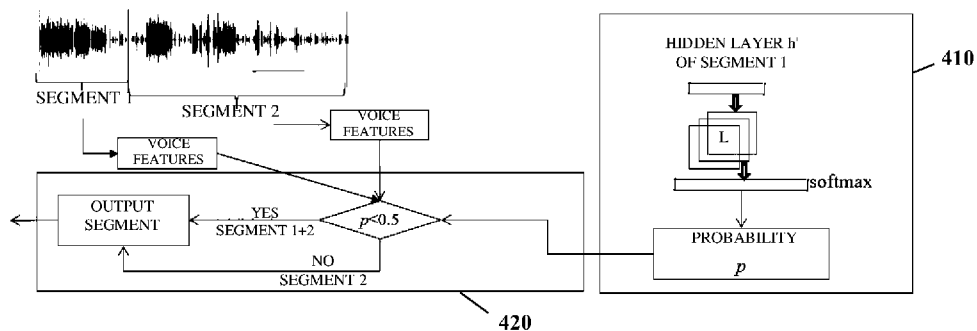 SEGMENT 1
SEGMENT 2
VOICE
FEATURES
VOICE
FEATURES
HIDDEN LAYER h'
OF SEGMENT 1
410
L
softmax
OUTPUT
SEGMENT
YES
SEGMENT 1+2
p<0.5
PROBABILITY
p
NO
SEGMENT 2
420